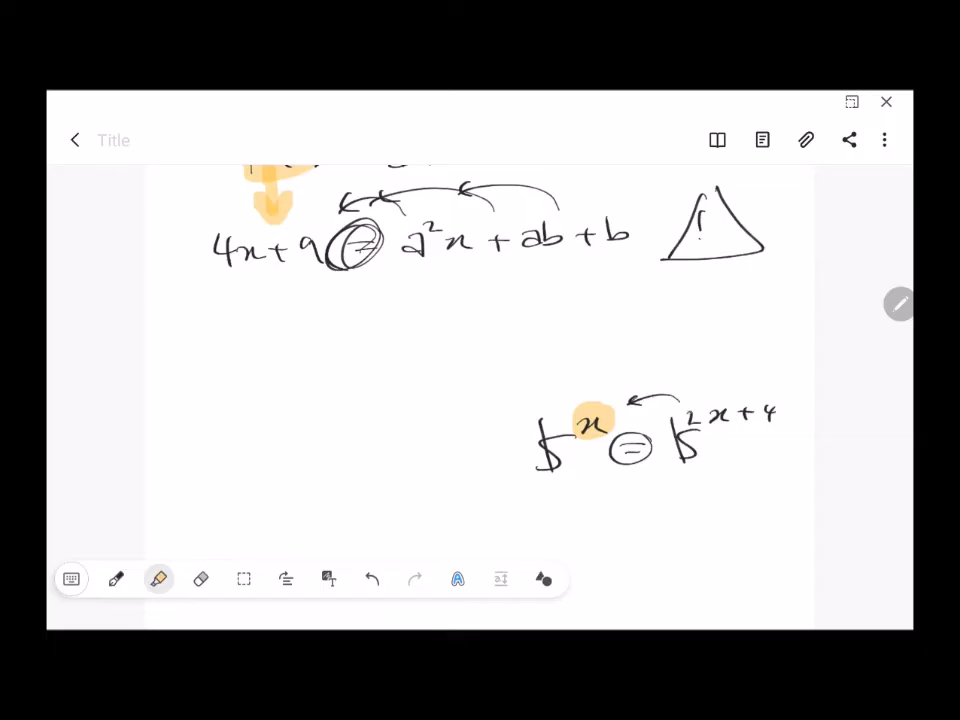 Title
4x + 9 = a²x + ab + b
!
5^x = 5^2x+4